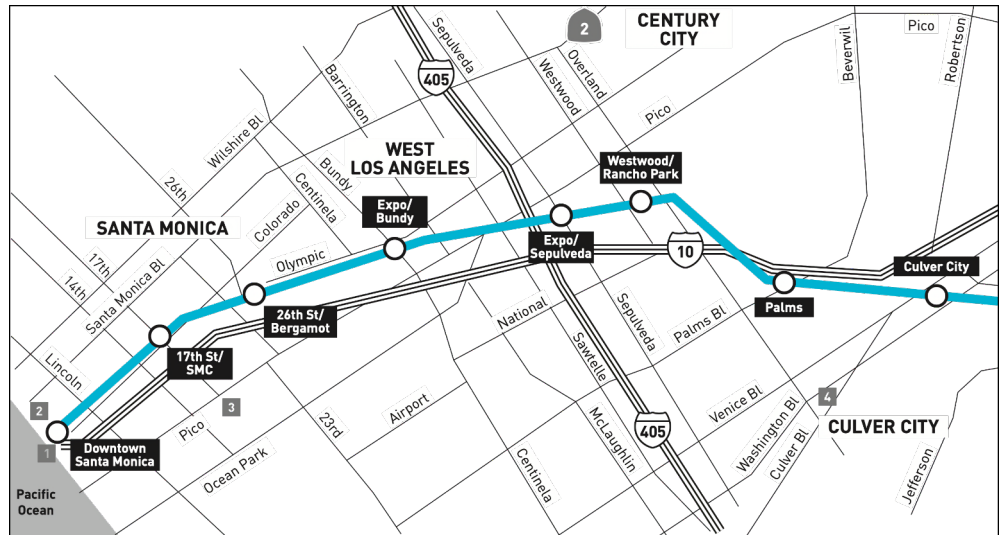 CENTURY
CITY
2
Pico
Robertson
Beverwil
Sepulveda
Overland
Westwood
405
Barrington
Pico
Wilshire Bl
WEST
LOS ANGELES
Westwood/
Rancho Park
Bundy
26th
Centinela
Expo/
Bundy
Colorado
SANTA MONICA
Olympic
Expo/
Sepulveda
10
Culver City
17th
14th
Santa Monica Bl
26th St/
Bergamot
National
Sepulveda
Palms Bl
Palms
17th St/
SMC
Lincoln
Sawtelle
2
3
Airport
Venice Bl
4
Pico
23rd
McLaughlin
405
Washington Bl
CULVER CITY
1
Downtown
Santa Monica
Ocean Park
Centinela
Culver Bl
Jefferson
Pacific
Ocean